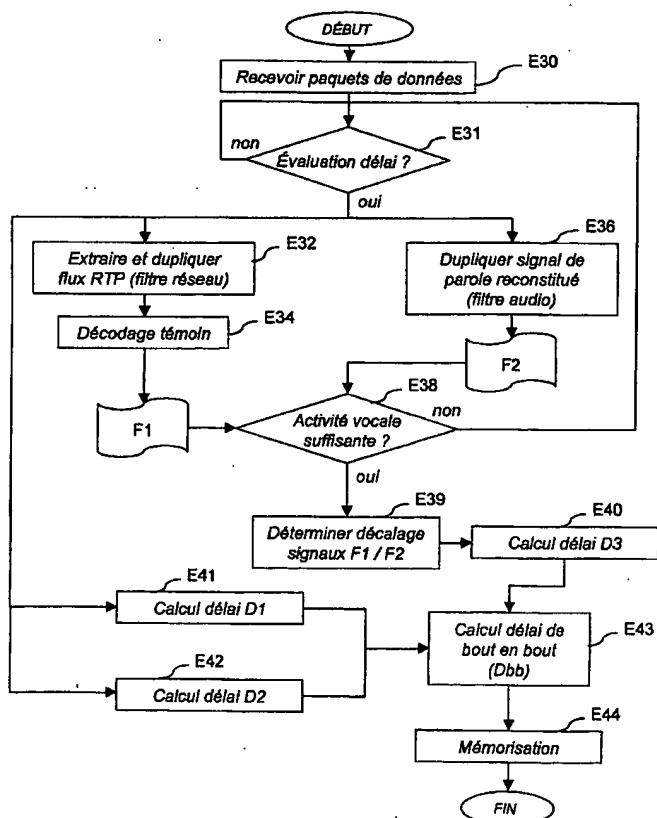 DÉBUT
E30
Recevoir paquets de données
E31
non
Évaluation délai ?
oui
E32
Extraire et dupliquer
flux RTP (filtre réseau)
E36
Dupliquer signal de
parole reconstitué
(filtre audio)
E34
Décodage témoin
F2
E38
F1
Activité vocale
suffisante ?
non
oui
E39
Déterminer décalage
signaux F1 / F2
E40
Calcul délai D3
E41
Calcul délai D1
E43
Calcul délai de
bout en bout
(Dbb)
E42
Calcul délai D2
E44
Mémorisation
FIN